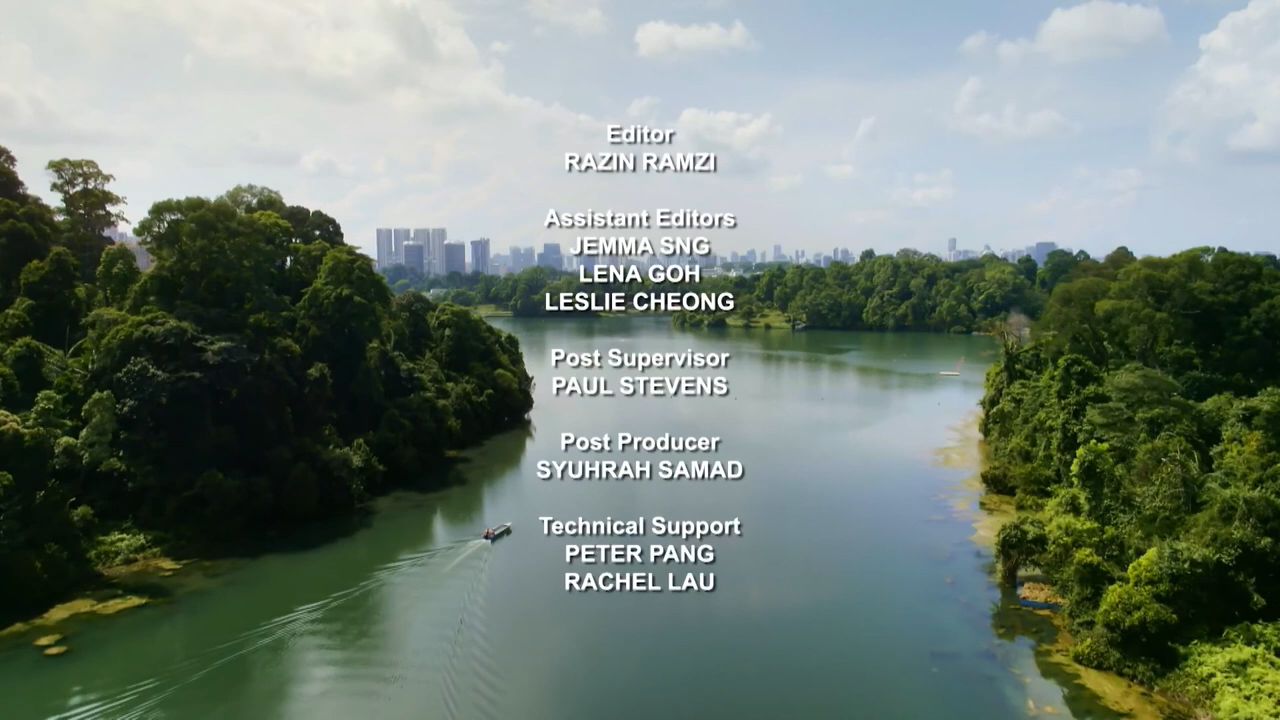 Editor
RAZIN RAMZI
Assistant Editors
JEMMA SNG
LENA GOH
LESLIE CHEONG
Post Supervisor
PAUL STEVENS
Post Producer
SYUHRAH SAMAD
Technical Support
PETER PANG
RACHEL LAU